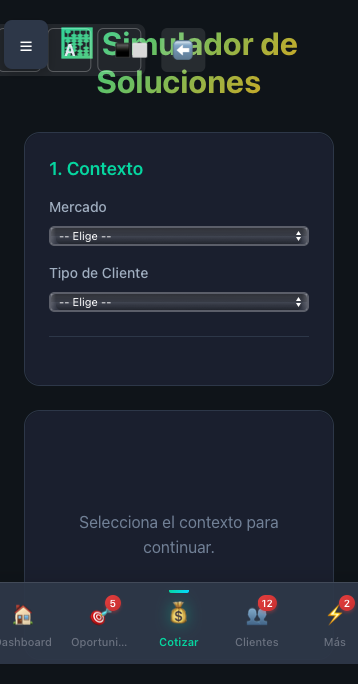 A
Simulador de
Soluciones
1. Contexto
Mercado
-- Elige --
Tipo de Cliente
-- Elige --
Selecciona el contexto para
continuar.
5
12
2
Dashboard
Oportuni...
Cotizar
Clientes
Más